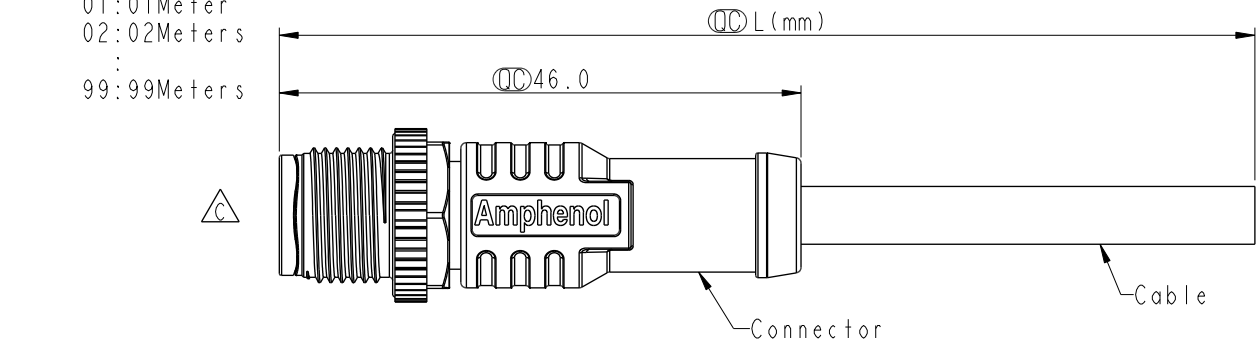 01:01Meter
02:02Meters
:
99:99Meters
QC L(mm)
QC 46.0
C
Amphenol
Cable
Connector